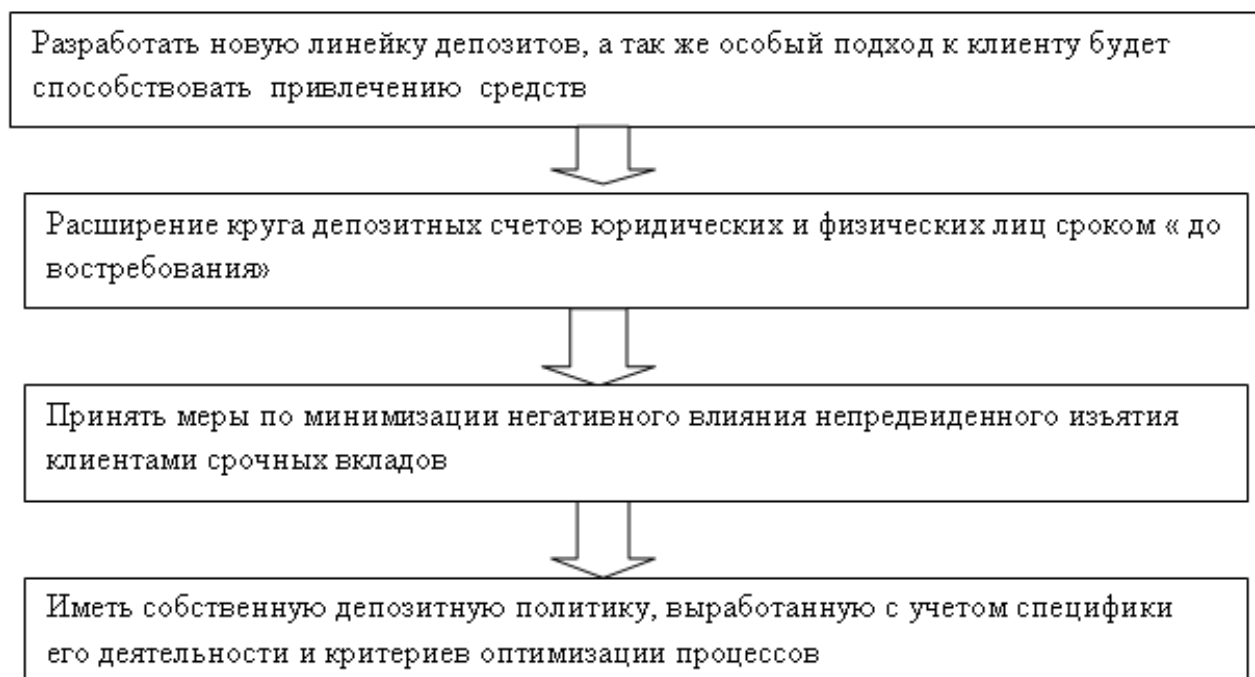 Разработать новую линейку депозитов, а так же особый подход к клиенту будет
способствовать привлечению средств
Расширение круга депозитных счетов юридических и физических лиц сроком « до
востребования»
Принять меры по минимизации негативного влияния непредвиденного изъятия
клиентами срочных вкладов
Иметь собственную депозитную политику, выработанную с учетом специфики
его деятельности и критериев оптимизации процессов